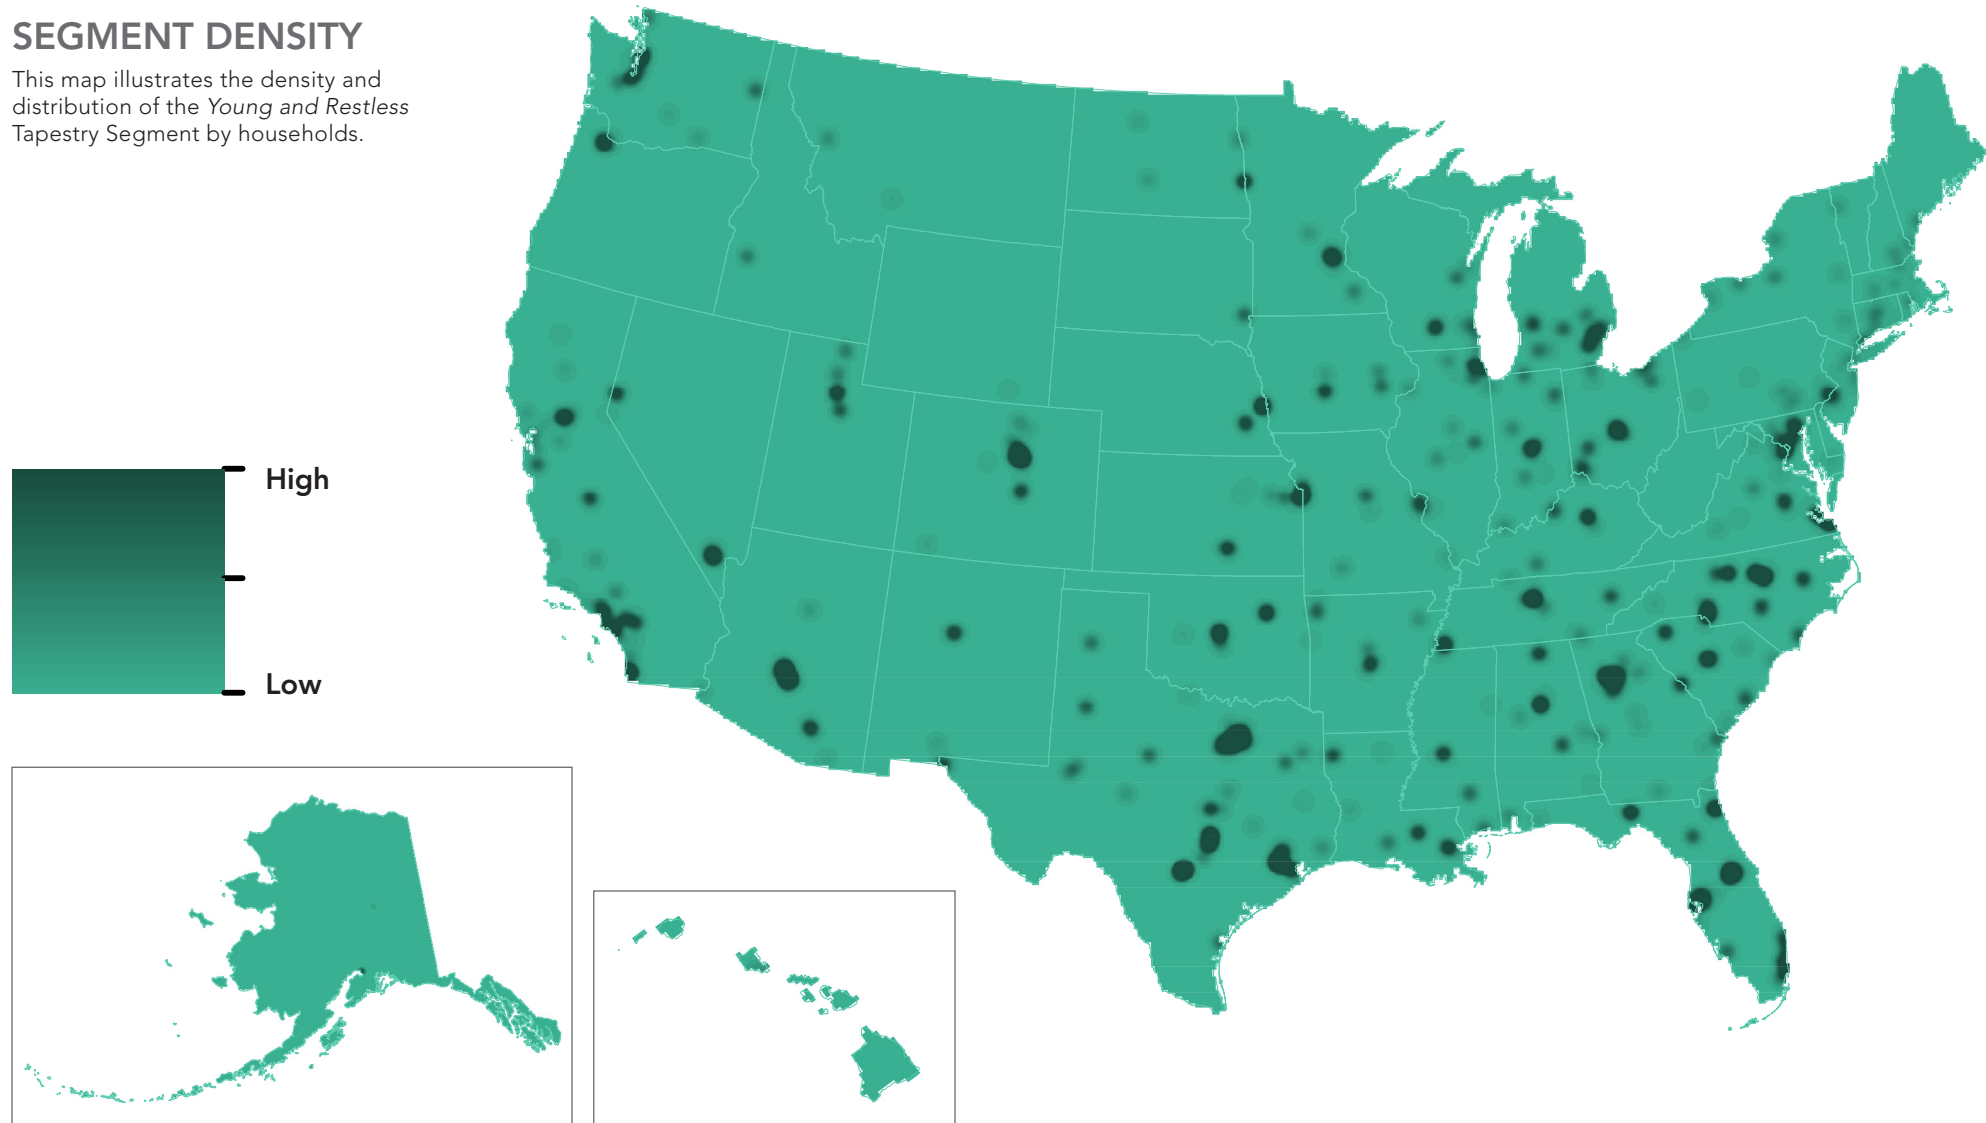 SEGMENT DENSITY
This map illustrates the density and
distribution of the Young and Restless
Tapestry Segment by households.
High
Low